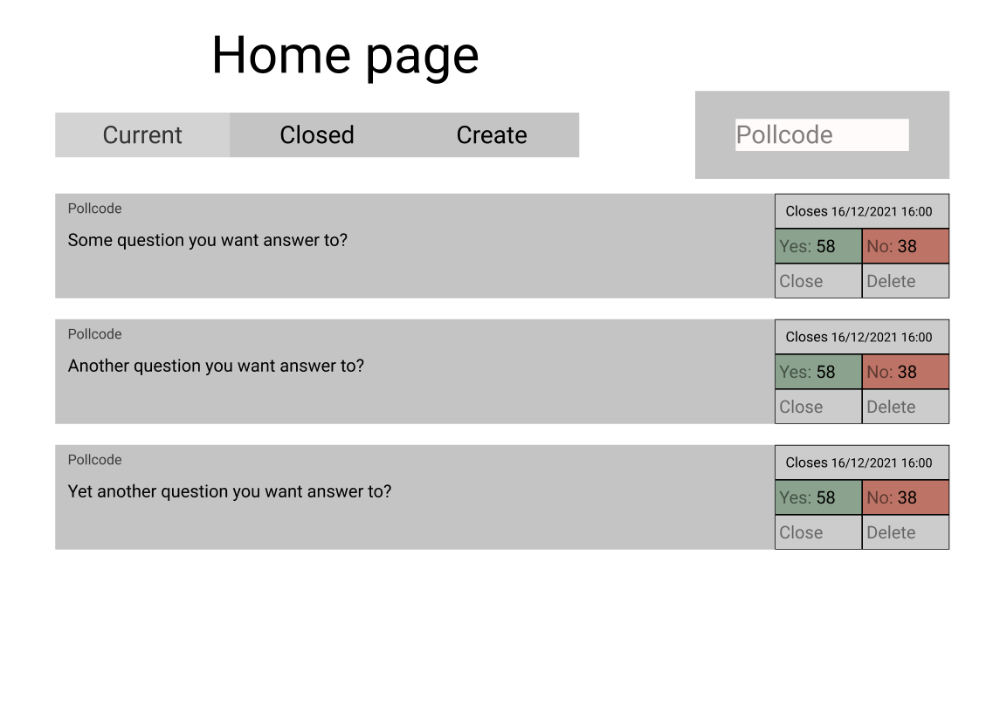 Home page
Current Closed Create
Pollcode
Pollcode
Closes 16/12/2021 16:00
Some question you want answer to?
Yes: 58 No: 38
Close Delete
Pollcode
Closes 16/12/2021 16:00
Another question you want answer to?
Yes: 58 No: 38
Close Delete
Pollcode
Closes 16/12/2021 16:00
Yet another question you want answer to?
Yes: 58 No: 38
Close Delete